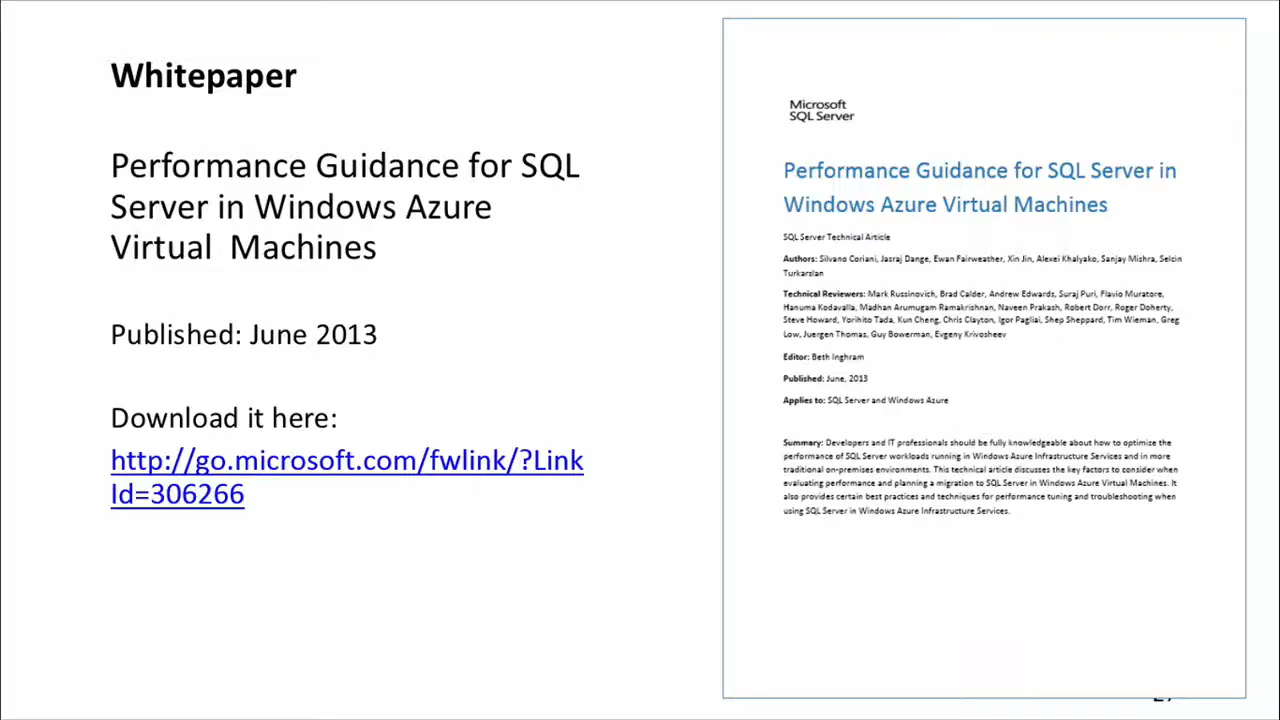 Whitepaper
Performance Guidance for SQL
Server in Windows Azure
Virtual  Machines
Published: June 2013
Download it here:
http://go.microsoft.com/fwlink/?Link
Id=306266
Microsoft
SQL Server
Performance Guidance for SQL Server in
Windows Azure Virtual Machines
SQL Server Technical Article
Authors: Silvano Coriani, Jasraj Dange, Ewan Fairweather, Xin Jin, Alexei Khalyako, Sanjay Mishra, Selcin
Turkarslan
Technical Reviewers: Mark Russinovich, Brad Calder, Andrew Edwards, Suraj Puri, Flavio Muratore,
Hanuma Kodavalla, Madhan Arumugam Ramakrishnan, Naveen Prakash, Robert Dorr, Roger Doherty,
Steve Howard, Yorihito Tada, Kun Cheng, Chris Clayton, Igor Pagliai, Shep Sheppard, Tim Wieman, Greg
Low, Juergen Thomas, Guy Bowerman, Evgeny Krivosheev
Editor: Beth Inghram
Published: June, 2013
Applies to: SQL Server and Windows Azure
Summary: Developers and IT professionals should be fully knowledgeable about how to optimize the
performance of SQL Server workloads running in Windows Azure Infrastructure Services and in more
traditional on-premises environments. This technical article discusses the key factors to consider when
evaluating performance and planning a migration to SQL Server in Windows Azure Virtual Machines. It
also provides certain best practices and techniques for performance tuning and troubleshooting when
using SQL Server in Windows Azure Infrastructure Services.